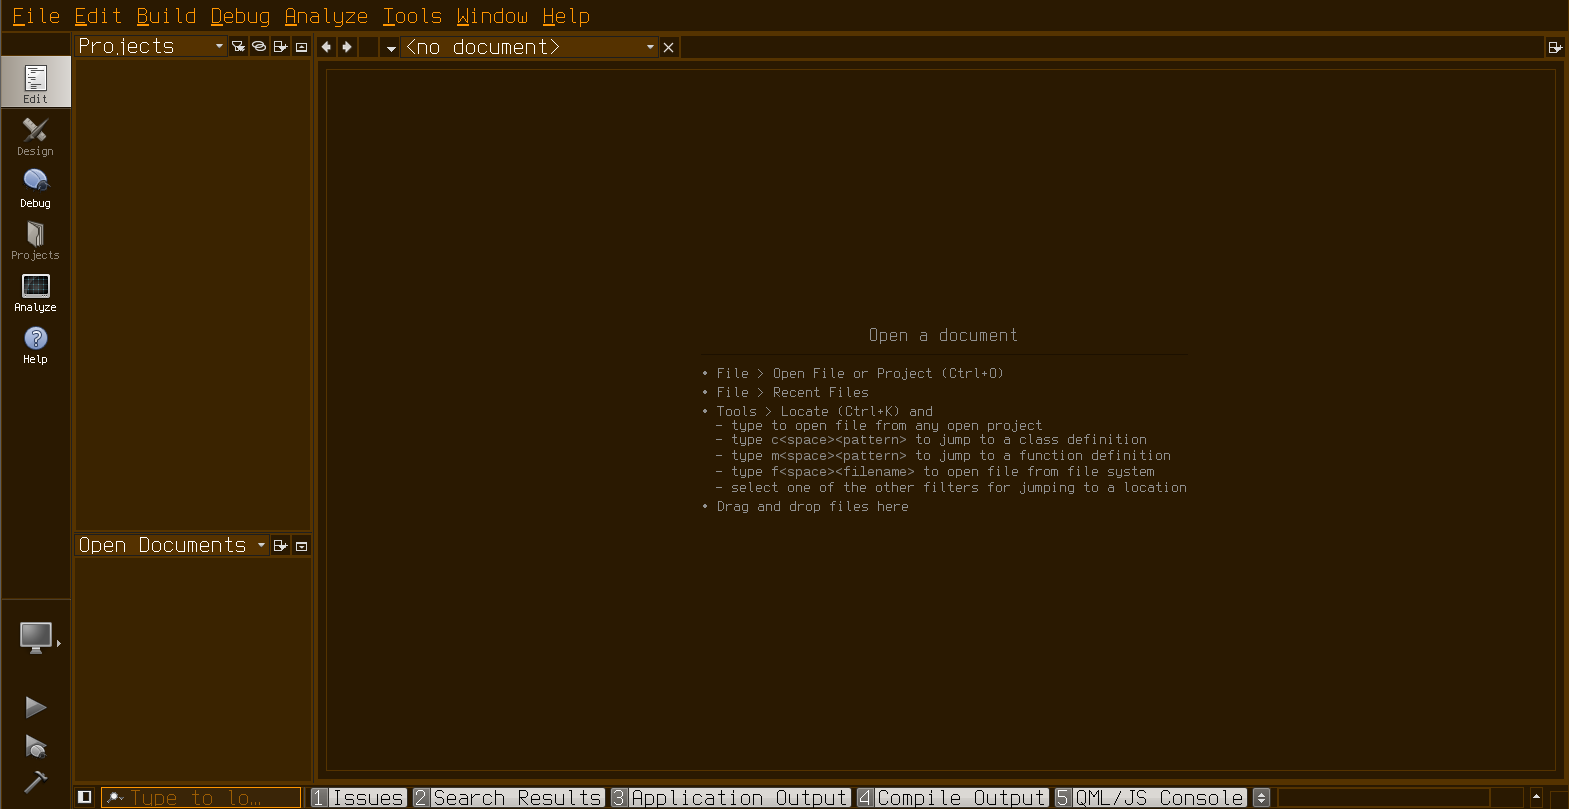 File Edit Build Debug Analyze Tools Window Help
Projects
<no document>
Edit
Design
Debug
Projects
Analyze
Help
Open a document
• File > Open File or Project (Ctrl+O)
• File > Recent Files
• Tools > Locate (Ctrl+K) and
- type to open file from any open project
- type c<space><pattern> to jump to a class definition
- type m<space><pattern> to jump to a function definition
- type f<space><filename> to open file from file system
- select one of the other filters for jumping to a location
• Drag and drop files here
Open Documents
Type to lo...
1 Issues 2 Search Results 3 Application Output 4 Compile Output 5 QML/JS Console